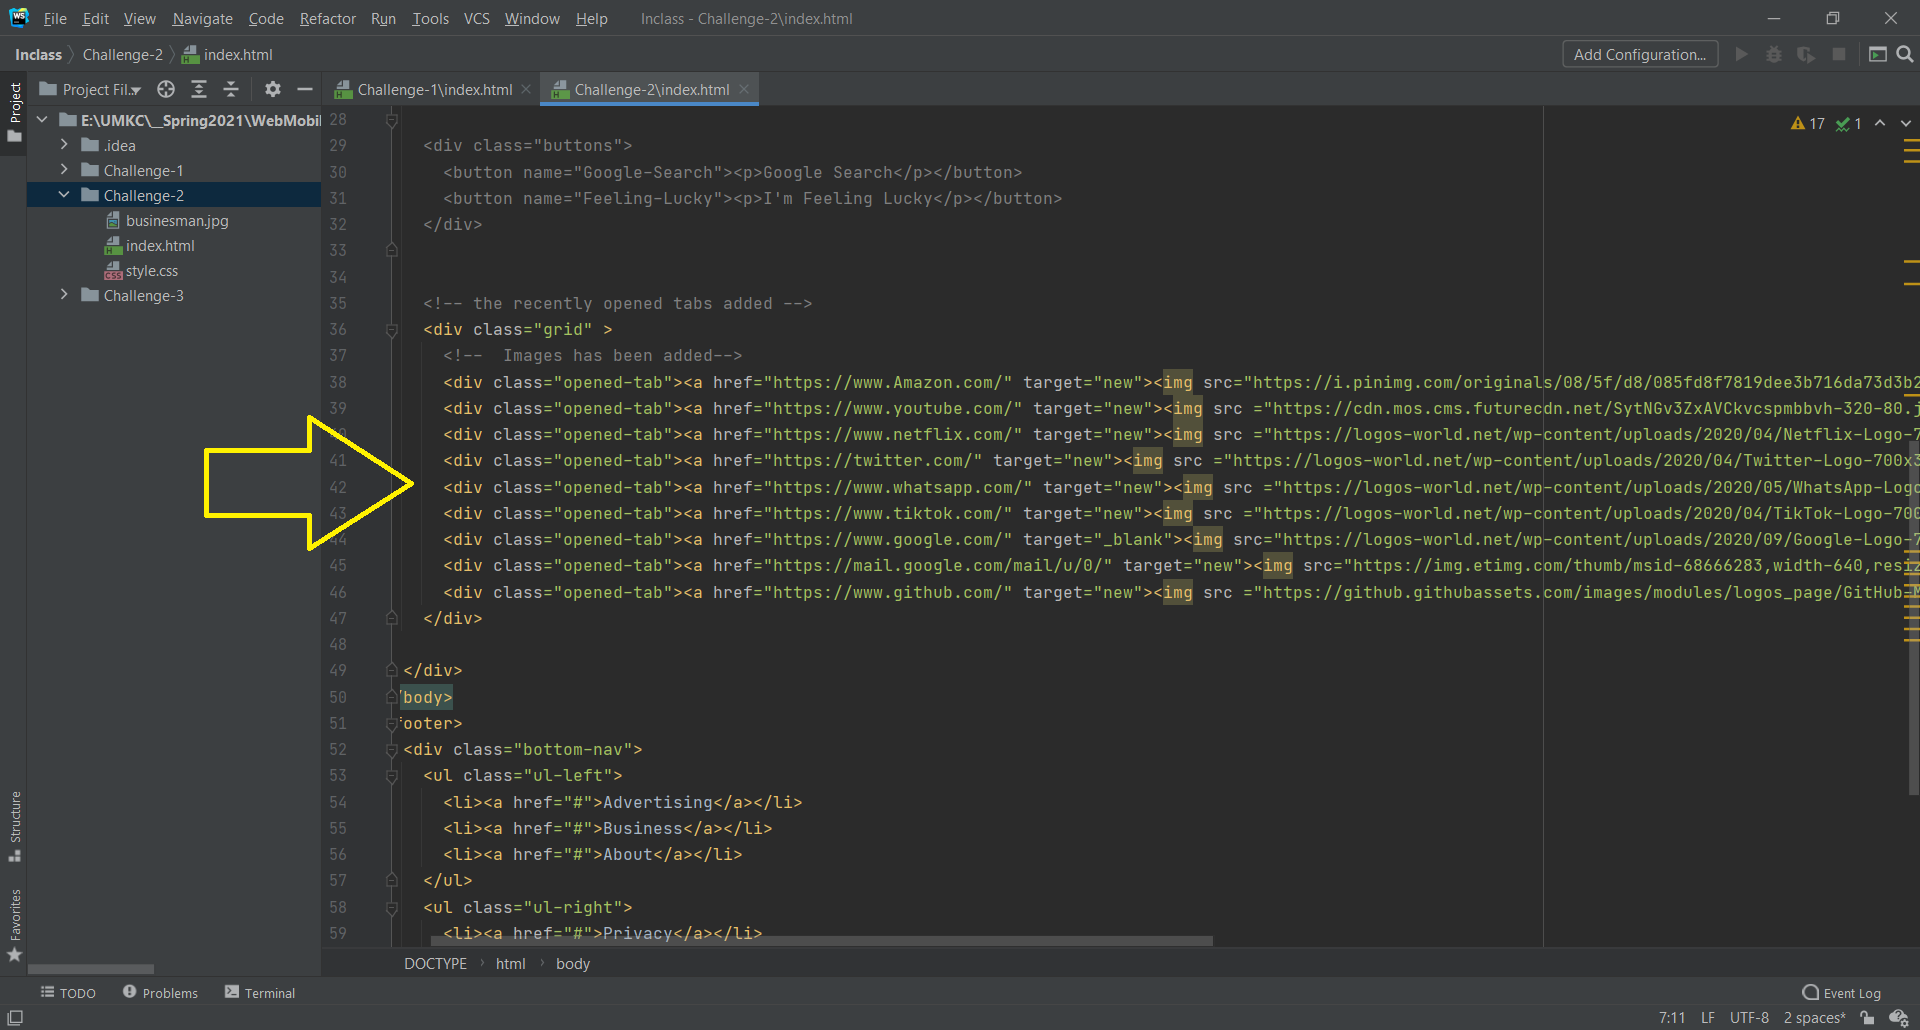 File Edit View Navigate Code Refactor Run Tools VCS Window Help Inclass - Challenge-2\index.html
Inclass Challenge-2 index.html Add Configuration...
Project
Project Fil... Challenge-1\index.html Challenge-2\index.html
E:\UMKC\_Spring2021\WebMobil
.idea
Challenge-1
Challenge-2
businesman.jpg
index.html
style.css
Challenge-3
17 1
28
29 <div class="buttons">
30 <button name="Google-Search"><p>Google Search</p></button>
31 <button name="Feeling-Lucky"><p>I'm Feeling Lucky</p></button>
32 </div>
33
34
35 <!-- the recently opened tabs added -->
36 <div class="grid" >
37 <!--  Images has been added-->
38 <div class="opened-tab"><a href="https://www.Amazon.com/" target="new"><img src="https://i.pinimg.com/originals/08/5f/d8/085fd8f7819dee3b716da73d3b2
39 <div class="opened-tab"><a href="https://www.youtube.com/" target="new"><img src ="https://cdn.mos.cms.futurecdn.net/SytNGv3ZxAVCkvcspmbbvh-320-80.j
40 <div class="opened-tab"><a href="https://www.netflix.com/" target="new"><img src ="https://logos-world.net/wp-content/uploads/2020/04/Netflix-Logo-7
41 <div class="opened-tab"><a href="https://twitter.com/" target="new"><img src ="https://logos-world.net/wp-content/uploads/2020/04/Twitter-Logo-700x3
42 <div class="opened-tab"><a href="https://www.whatsapp.com/" target="new"><img src ="https://logos-world.net/wp-content/uploads/2020/05/WhatsApp-Logo
43 <div class="opened-tab"><a href="https://www.tiktok.com/" target="new"><img src ="https://logos-world.net/wp-content/uploads/2020/04/TikTok-Logo-700
44 <div class="opened-tab"><a href="https://www.google.com/" target="_blank"><img src="https://logos-world.net/wp-content/uploads/2020/09/Google-Logo-7
45 <div class="opened-tab"><a href="https://mail.google.com/mail/u/0/" target="new"><img src="https://img.etimg.com/thumb/msid-68666283,width-640,resiz
46 <div class="opened-tab"><a href="https://www.github.com/" target="new"><img src ="https://github.githubassets.com/images/modules/logos_page/GitHub-M
47 </div>
48
49 </div>
50 /body>
51 footer>
52 <div class="bottom-nav">
53 <ul class="ul-left">
54 <li><a href="#">Advertising</a></li>
55 <li><a href="#">Business</a></li>
56 <li><a href="#">About</a></li>
57 </ul>
58 <ul class="ul-right">
59 <li><a href="#">Privacy</a></li>
Structure
Favorites
DOCTYPE html body
TODO Problems Terminal Event Log
7:11 LF UTF-8 2 spaces*